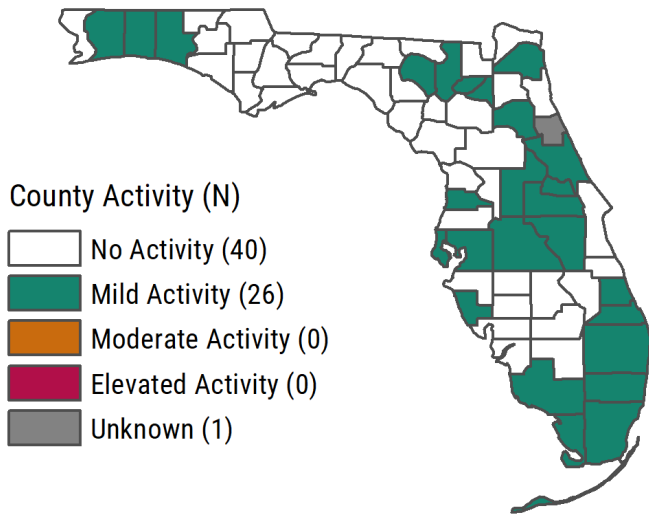 County Activity (N)
No Activity (40)
Mild Activity (26)
Moderate Activity (0)
Elevated Activity (0)
Unknown (1)